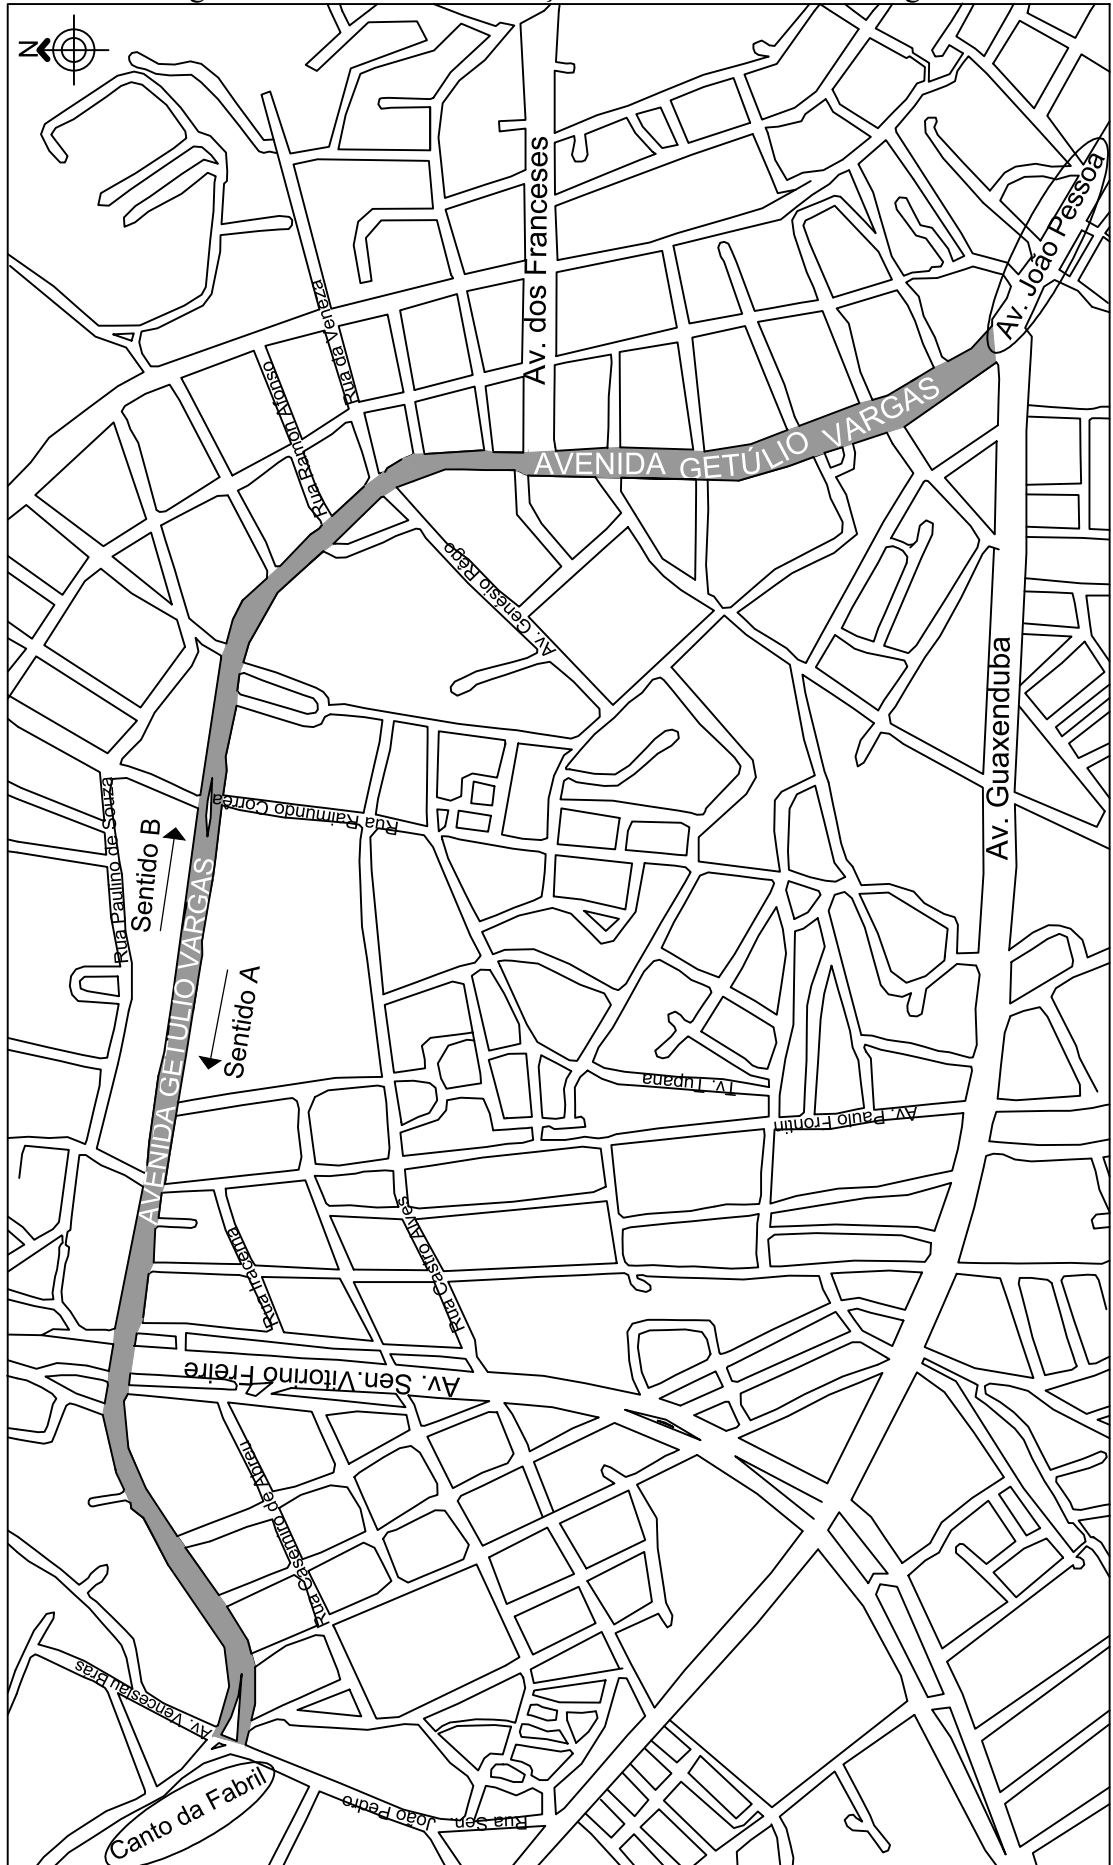 N
Av. dos Franceses
Av. João Pessoa
Rua da Veneza
Rua Ramon Afonso
AVENIDA GETÚLIO VARGAS
Av. Genésio Rêgo
Av. Guaxenduba
Rua Paulino de Souza
Sentido B
Rua Raimundo Corrêa
AVENIDA GETÚLIO VARGAS
Sentido A
Tv. Tupana
Av. Paulo Frontin
Rua Iracema
Rua Castro Alves
Av. Sen.Vitorino Freire
Rua Casemiro de Abreu
Av. Venceslau Bras
Canto da Fabril
Rua Sen. João Pedro